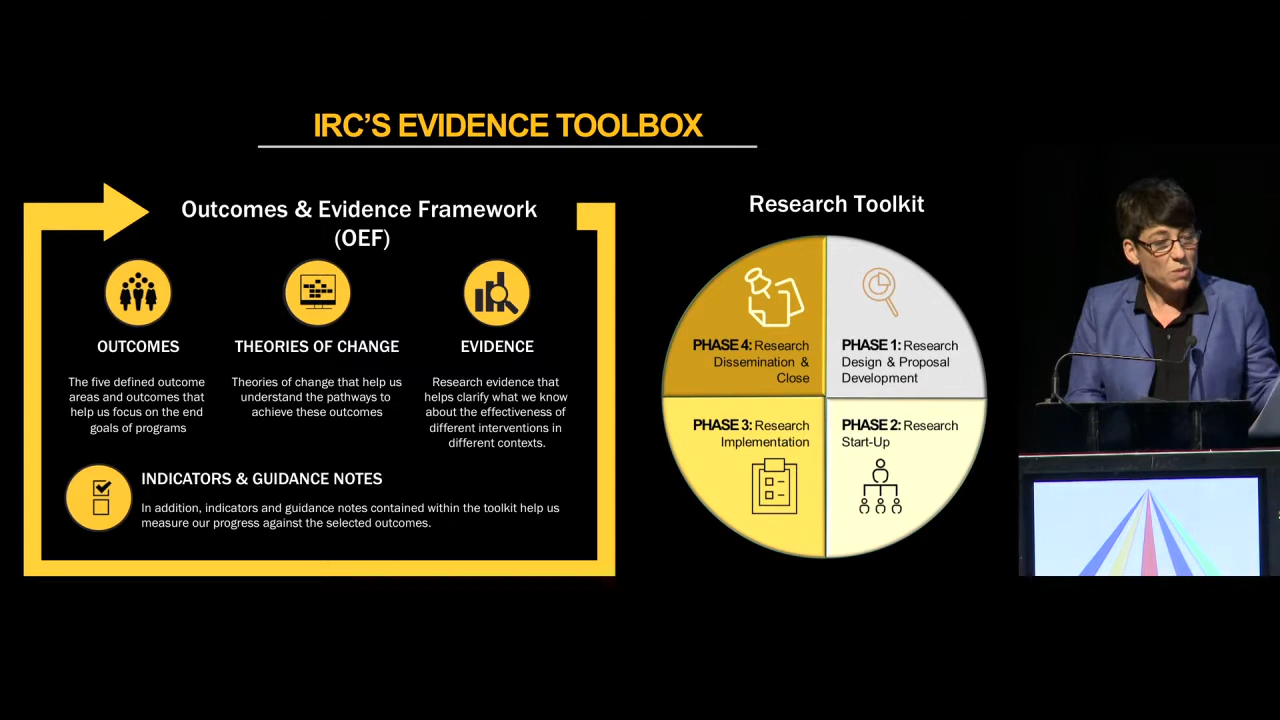 IRC'S EVIDENCE TOOLBOX
Outcomes & Evidence Framework
(OEF)
OUTCOMES
The five defined outcome
areas and outcomes that
help us focus on the end
goals of programs
THEORIES OF CHANGE
Theories of change that help us
understand the pathways to
achieve these outcomes
EVIDENCE
Research evidence that
helps clarify what we know
about the effectiveness of
different interventions in
different contexts.
INDICATORS & GUIDANCE NOTES
In addition, indicators and guidance notes contained within the toolkit help us
measure our progress against the selected outcomes.
Research Toolkit
PHASE 4: Research
Dissemination &
Close
PHASE 1: Research
Design & Proposal
Development
PHASE 3: Research
Implementation
PHASE 2: Research
Start-Up